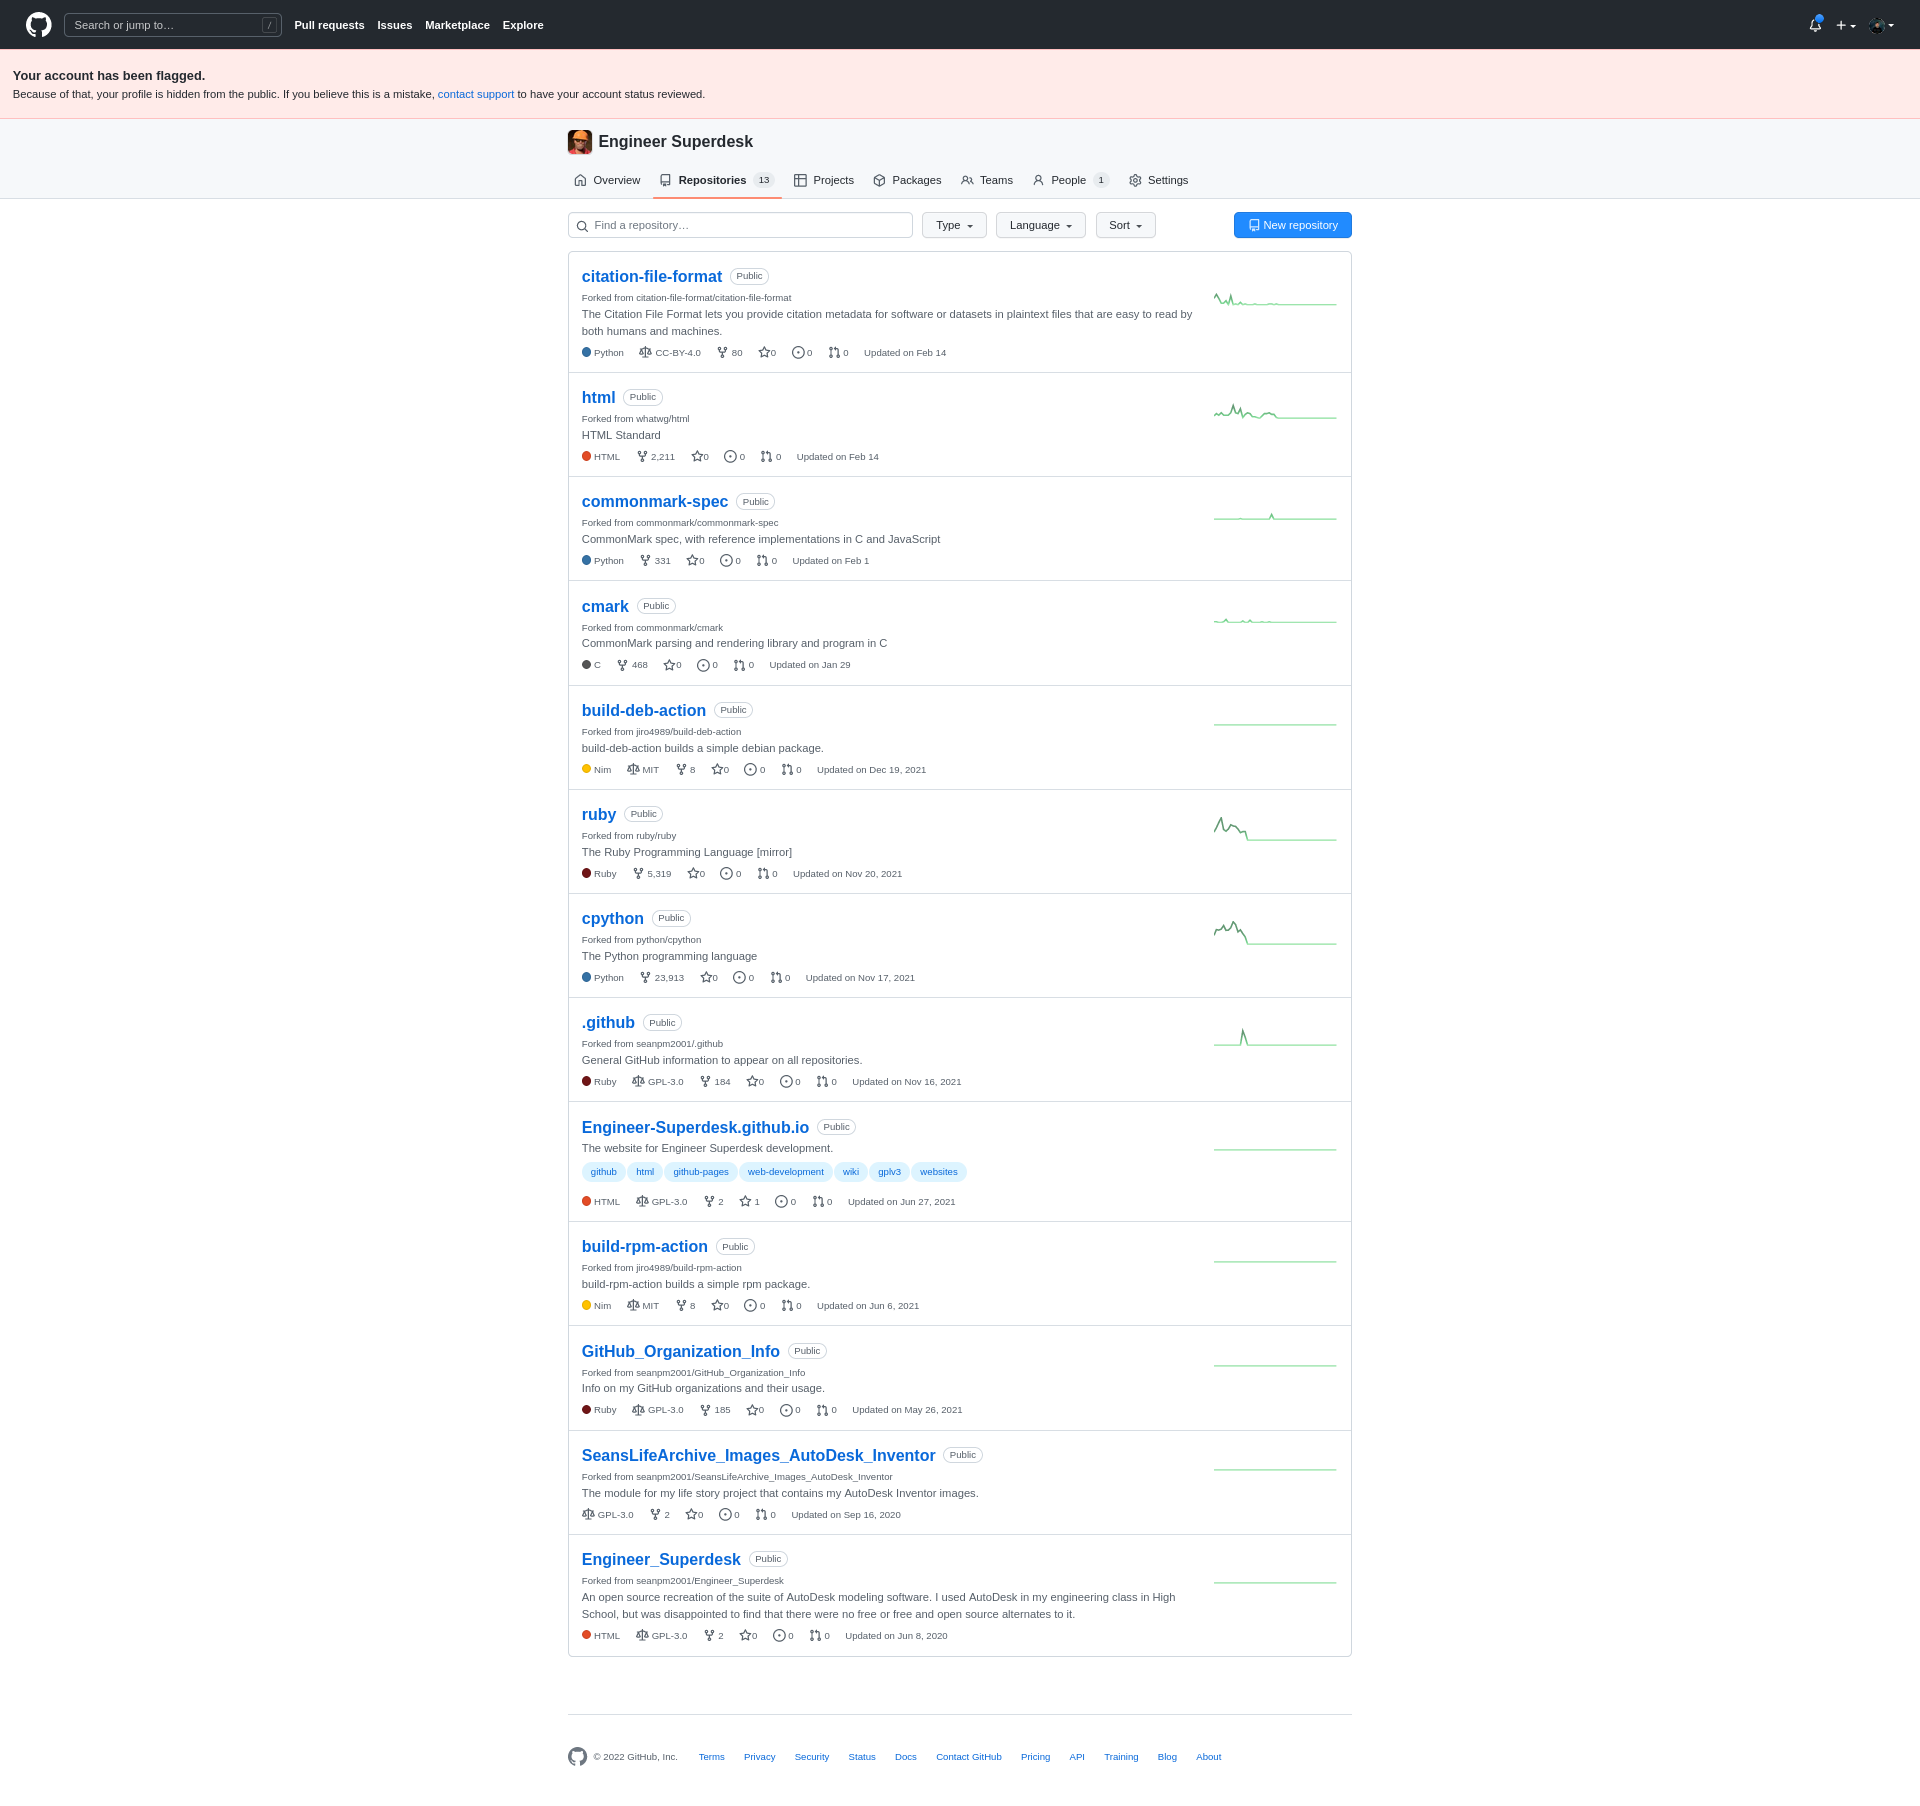 Search or jump to… /
Pull requests Issues Marketplace Explore
Your account has been flagged.
Because of that, your profile is hidden from the public. If you believe this is a mistake, contact support to have your account status reviewed.
Engineer Superdesk
Overview Repositories 13 Projects Packages Teams People 1 Settings
Find a repository… Type Language Sort New repository
citation-file-format Public
Forked from citation-file-format/citation-file-format
The Citation File Format lets you provide citation metadata for software or datasets in plaintext files that are easy to read by
both humans and machines.
Python CC-BY-4.0 80 0 0 0 Updated on Feb 14
html Public
Forked from whatwg/html
HTML Standard
HTML 2,211 0 0 0 Updated on Feb 14
commonmark-spec Public
Forked from commonmark/commonmark-spec
CommonMark spec, with reference implementations in C and JavaScript
Python 331 0 0 0 Updated on Feb 1
cmark Public
Forked from commonmark/cmark
CommonMark parsing and rendering library and program in C
C 468 0 0 0 Updated on Jan 29
build-deb-action Public
Forked from jiro4989/build-deb-action
build-deb-action builds a simple debian package.
Nim MIT 8 0 0 0 Updated on Dec 19, 2021
ruby Public
Forked from ruby/ruby
The Ruby Programming Language [mirror]
Ruby 5,319 0 0 0 Updated on Nov 20, 2021
cpython Public
Forked from python/cpython
The Python programming language
Python 23,913 0 0 0 Updated on Nov 17, 2021
.github Public
Forked from seanpm2001/.github
General GitHub information to appear on all repositories.
Ruby GPL-3.0 184 0 0 0 Updated on Nov 16, 2021
Engineer-Superdesk.github.io Public
The website for Engineer Superdesk development.
github html github-pages web-development wiki gplv3 websites
HTML GPL-3.0 2 1 0 0 Updated on Jun 27, 2021
build-rpm-action Public
Forked from jiro4989/build-rpm-action
build-rpm-action builds a simple rpm package.
Nim MIT 8 0 0 0 Updated on Jun 6, 2021
GitHub_Organization_Info Public
Forked from seanpm2001/GitHub_Organization_Info
Info on my GitHub organizations and their usage.
Ruby GPL-3.0 185 0 0 0 Updated on May 26, 2021
SeansLifeArchive_Images_AutoDesk_Inventor Public
Forked from seanpm2001/SeansLifeArchive_Images_AutoDesk_Inventor
The module for my life story project that contains my AutoDesk Inventor images.
GPL-3.0 2 0 0 0 Updated on Sep 16, 2020
Engineer_Superdesk Public
Forked from seanpm2001/Engineer_Superdesk
An open source recreation of the suite of AutoDesk modeling software. I used AutoDesk in my engineering class in High
School, but was disappointed to find that there were no free or free and open source alternates to it.
HTML GPL-3.0 2 0 0 0 Updated on Jun 8, 2020
© 2022 GitHub, Inc. Terms Privacy Security Status Docs Contact GitHub Pricing API Training Blog About